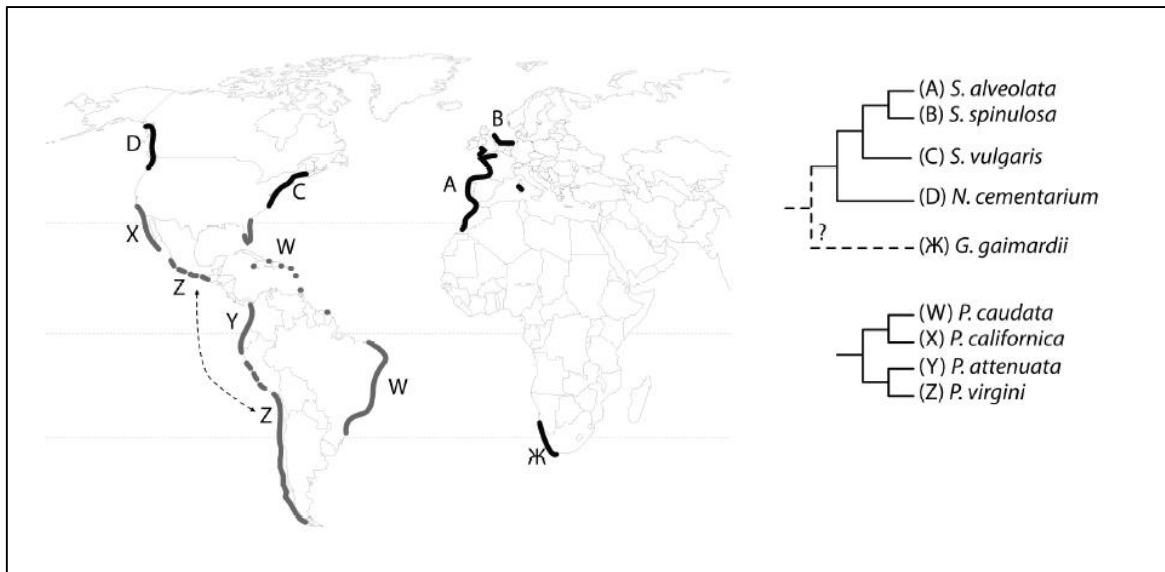 D
B
C
A
X
W
Z
Y
W
Z
Ж
(A) S. alveolata
(B) S. spinulosa
(C) S. vulgaris
(D) N. cementarium
?
(Ж) G. gaimardii
(W) P. caudata
(X) P. californica
(Y) P. attenuata
(Z) P. virgini